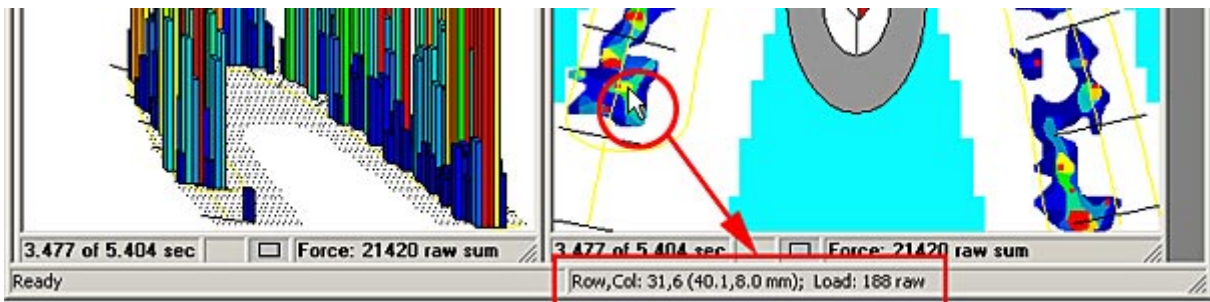 3.477 of 5.404 sec Force: 21420 raw sum 3.477 of 5.404 sec Force: 21420 raw sum
Ready Row,Col: 31,6 (40.1,8.0 mm); Load: 188 raw